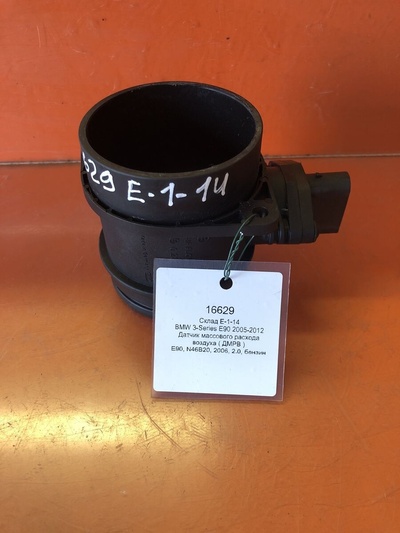 629 E-1-14
16629
Склад E-1-14
BMW 3-Series E90 2005-2012
Датчик массового расхода
воздуха ( ДМРВ )
E90, N46B20, 2006, 2.0, бензин